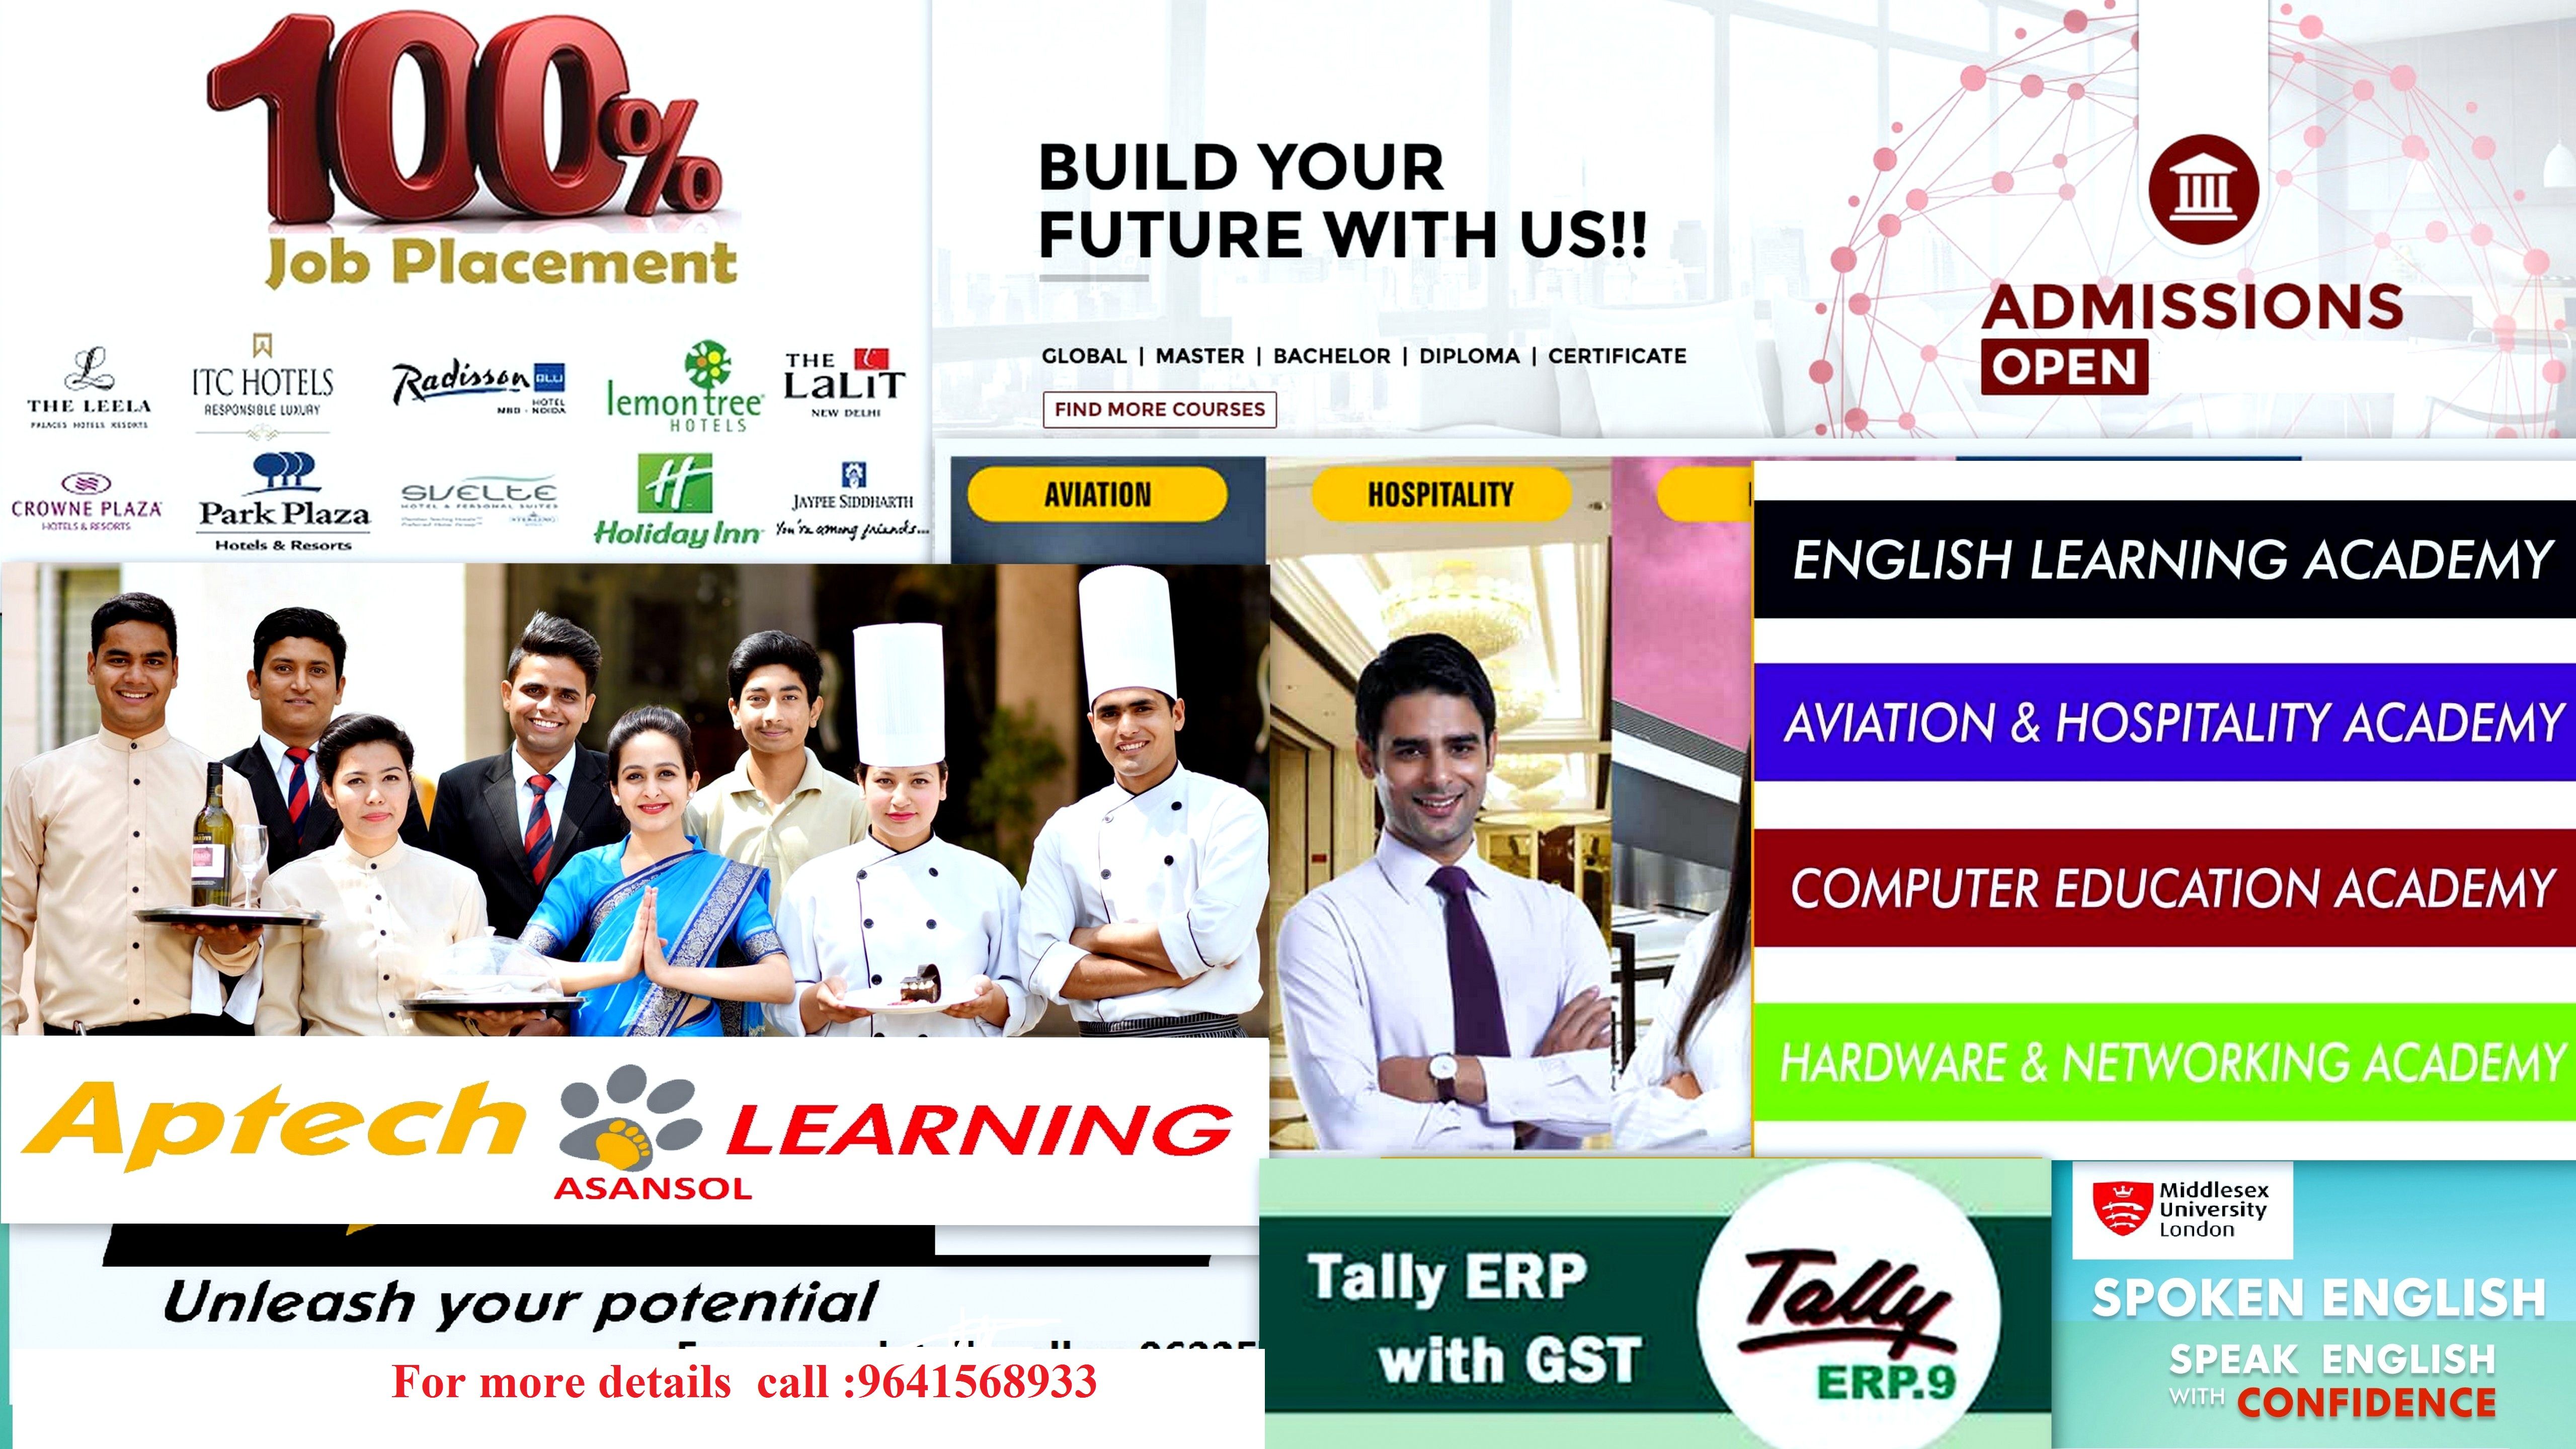 100%
Job Placement
THE LEELA
PALACES HOTELS RESORTS
ITC HOTELS
RESPONSIBLE LUXURY
Radisson BLU
HOTEL
MBD - NOIDA
lemon tree
HOTELS
THE
LaLiT
NEW DELHI
CROWNE PLAZA
HOTELS & RESORTS
Park Plaza
Hotels & Resorts
SVELTE
HOTEL & PERSONAL SUITES
Holiday Inn
JAYPEE SIDDHARTH
You're among friends...
BUILD YOUR
FUTURE WITH US!!
GLOBAL | MASTER | BACHELOR | DIPLOMA | CERTIFICATE
FIND MORE COURSES
ADMISSIONS
OPEN
AVIATION
HOSPITALITY
ENGLISH LEARNING ACADEMY
AVIATION & HOSPITALITY ACADEMY
COMPUTER EDUCATION ACADEMY
HARDWARE & NETWORKING ACADEMY
Aptech LEARNING
ASANSOL
Unleash your potential
For more details call :9641568933
Tally ERP
with GST
Tally
ERP.9
Middlesex
University
London
SPOKEN ENGLISH
SPEAK ENGLISH
WITH CONFIDENCE